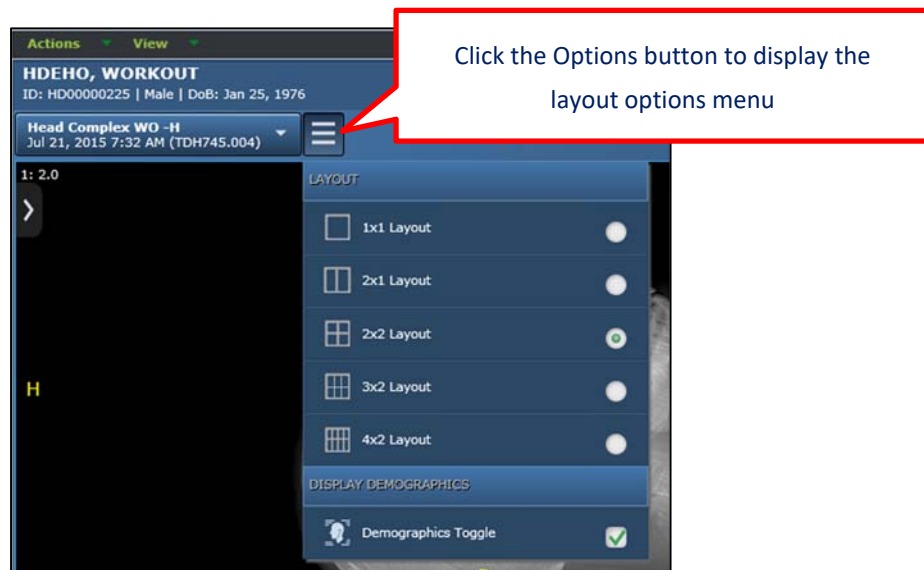 Actions View
Click the Options button to display the
layout options menu
HDEHO, WORKOUT
ID: HD00000225 | Male | DoB: Jan 25, 1976
Head Complex WO -H
Jul 21, 2015 7:32 AM (TDH745.004)
1: 2.0
LAYOUT
1x1 Layout
2x1 Layout
2x2 Layout
3x2 Layout
H
4x2 Layout
DISPLAY DEMOGRAPHICS
Demographics Toggle